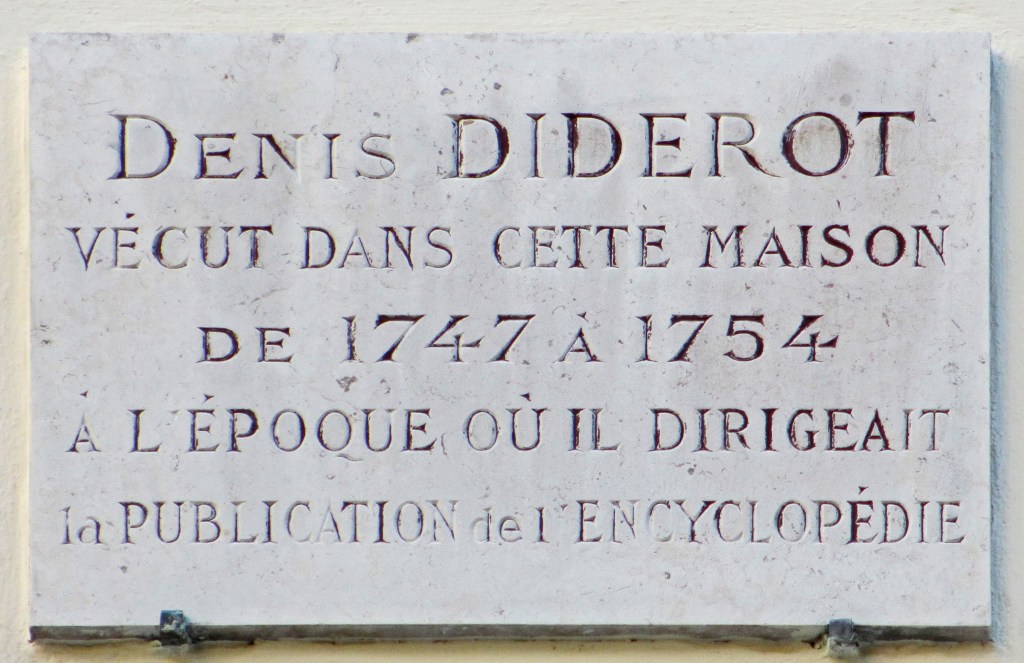 DENIS DIDEROT
VÉCUT DANS CETTE MAISON
DE 1747 À 1754
À L'ÉPOQUE OÙ IL DIRIGEAIT
la PUBLICATION de l'ENCYCLOPÉDIE